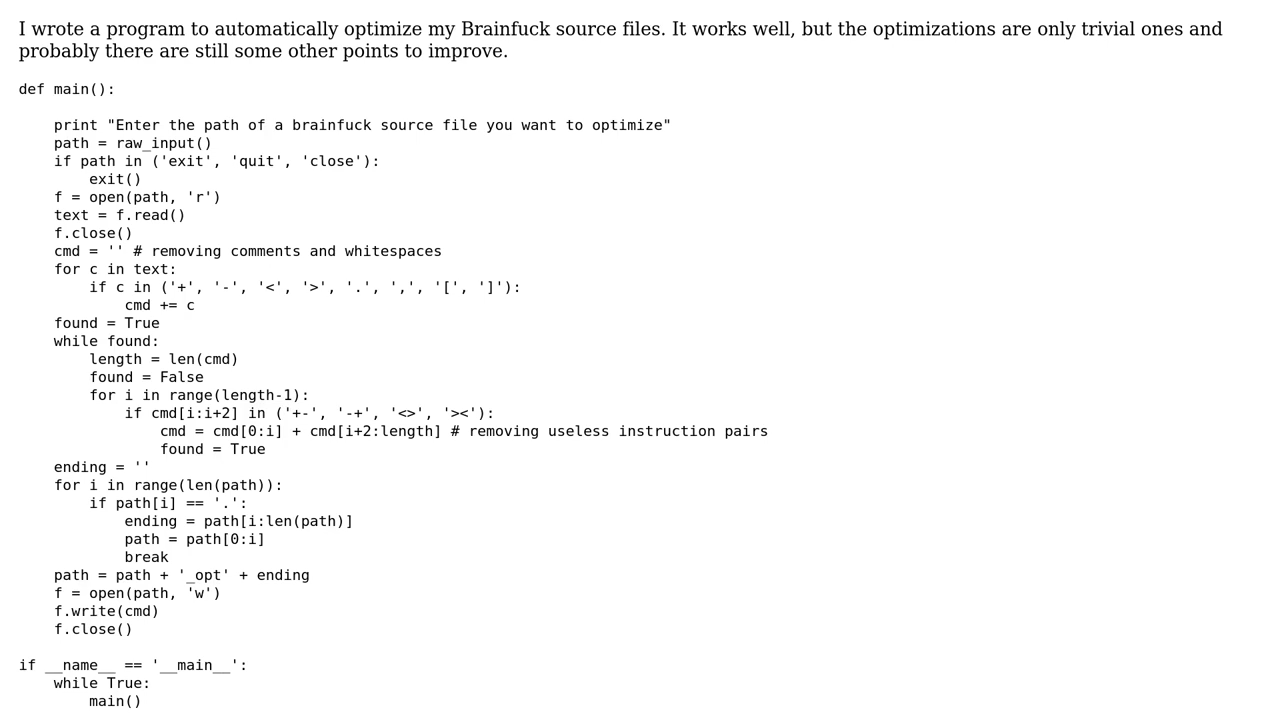 I wrote a program to automatically optimize my Brainfuck source files. It works well, but the optimizations are only trivial ones and
probably there are still some other points to improve.
def main():
    print "Enter the path of a brainfuck source file you want to optimize"
    path = raw_input()
    if path in ('exit', 'quit', 'close'):
        exit()
    f = open(path, 'r')
    text = f.read()
    f.close()
    cmd = '' # removing comments and whitespaces
    for c in text:
        if c in ('+', '-', '<', '>', '.', ',', '[', ']'):
            cmd += c
    found = True
    while found:
        length = len(cmd)
        found = False
        for i in range(length-1):
            if cmd[i:i+2] in ('+-', '-+', '<>', '><'):
                cmd = cmd[0:i] + cmd[i+2:length] # removing useless instruction pairs
                found = True
    ending = ''
    for i in range(len(path)):
        if path[i] == '.':
            ending = path[i:len(path)]
            path = path[0:i]
            break
    path = path + '_opt' + ending
    f = open(path, 'w')
    f.write(cmd)
    f.close()
if __name__ == '__main__':
    while True:
        main()